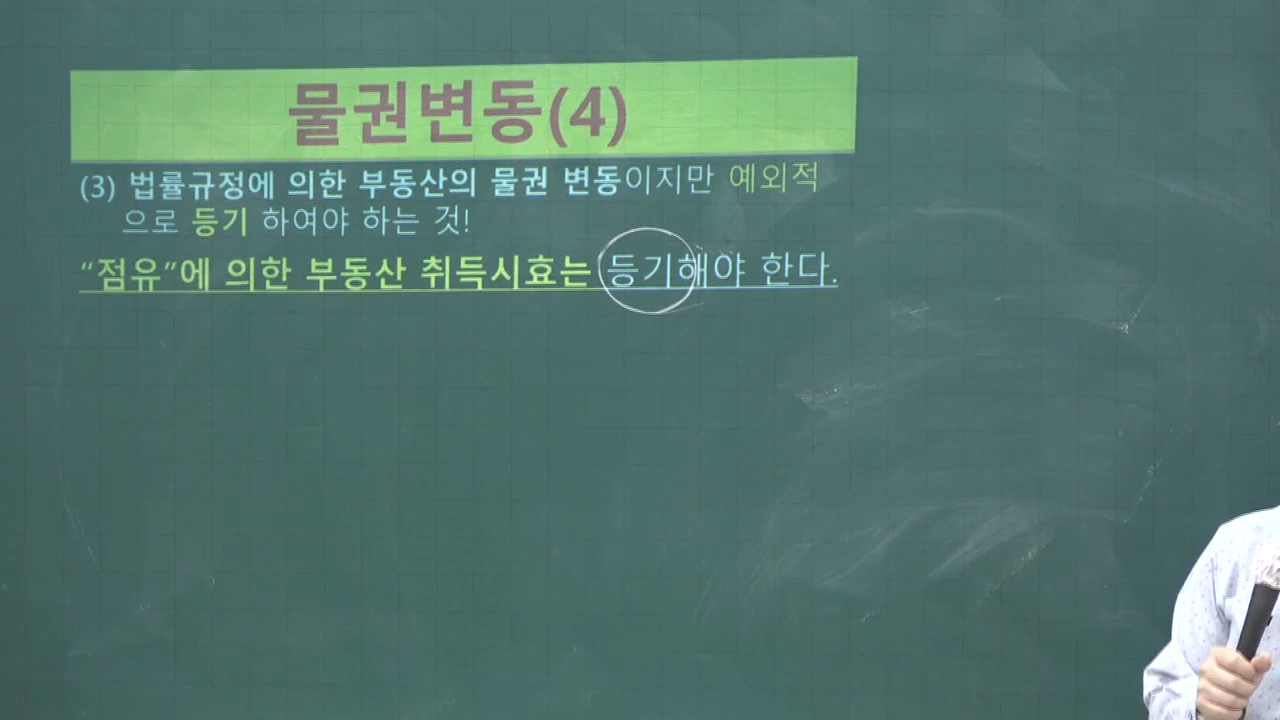 물권변동(4)
(3) 법률규정에 의한 부동산의 물권 변동이지만 예외적
으로 등기 하여야 하는 것!
“점유”에 의한 부동산 취득시효는 등기해야 한다.